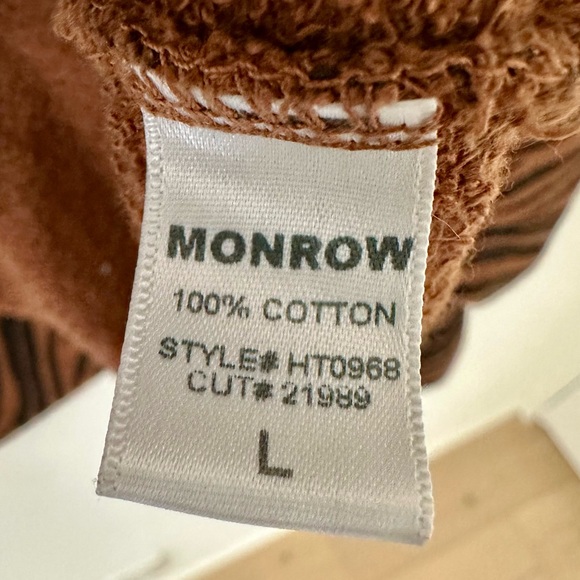 MONROW
100% COTTON
STYLE# HT0968
CUT# 21989
L